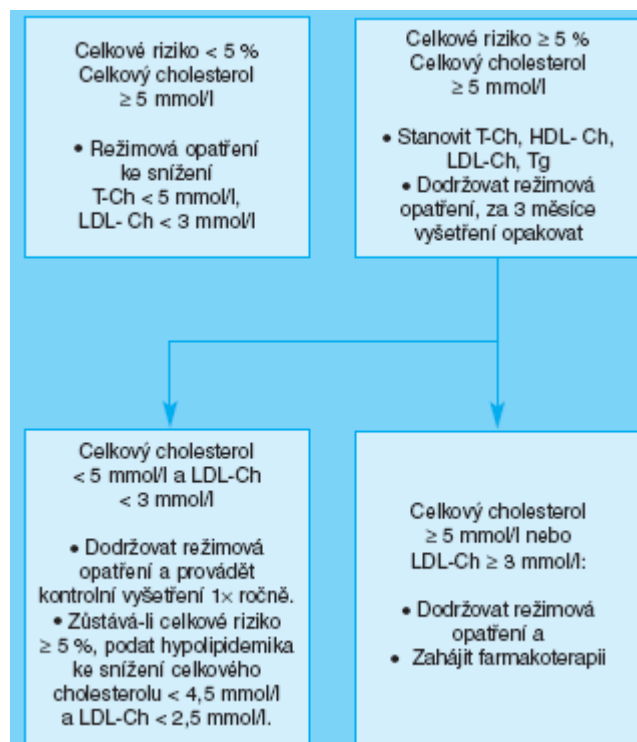 Celkové riziko < 5 %
Celkový cholesterol
≥ 5 mmol/l
• Režimová opatření
ke snížení
T-Ch < 5 mmol/l,
LDL- Ch < 3 mmol/l
Celkové riziko ≥ 5 %
Celkový cholesterol
≥ 5 mmol/l
• Stanovit T-Ch, HDL- Ch,
LDL-Ch, Tg
• Dodržovat režimová
opatření, za 3 měsíce
vyšetření opakovat
Celkový cholesterol
< 5 mmol/l a LDL-Ch
< 3 mmol/l
• Dodržovat režimová
opatření a provádět
kontrolní vyšetření 1× ročně.
• Zůstává-li celkové riziko
≥ 5 %, podat hypolipidemika
ke snížení celkového
cholesterolu < 4,5 mmol/l
a LDL-Ch < 2,5 mmol/l.
Celkový cholesterol
≥ 5 mmol/l nebo
LDL-Ch ≥ 3 mmol/l:
• Dodržovat režimová
opatření a
• Zahájit farmakoterapii